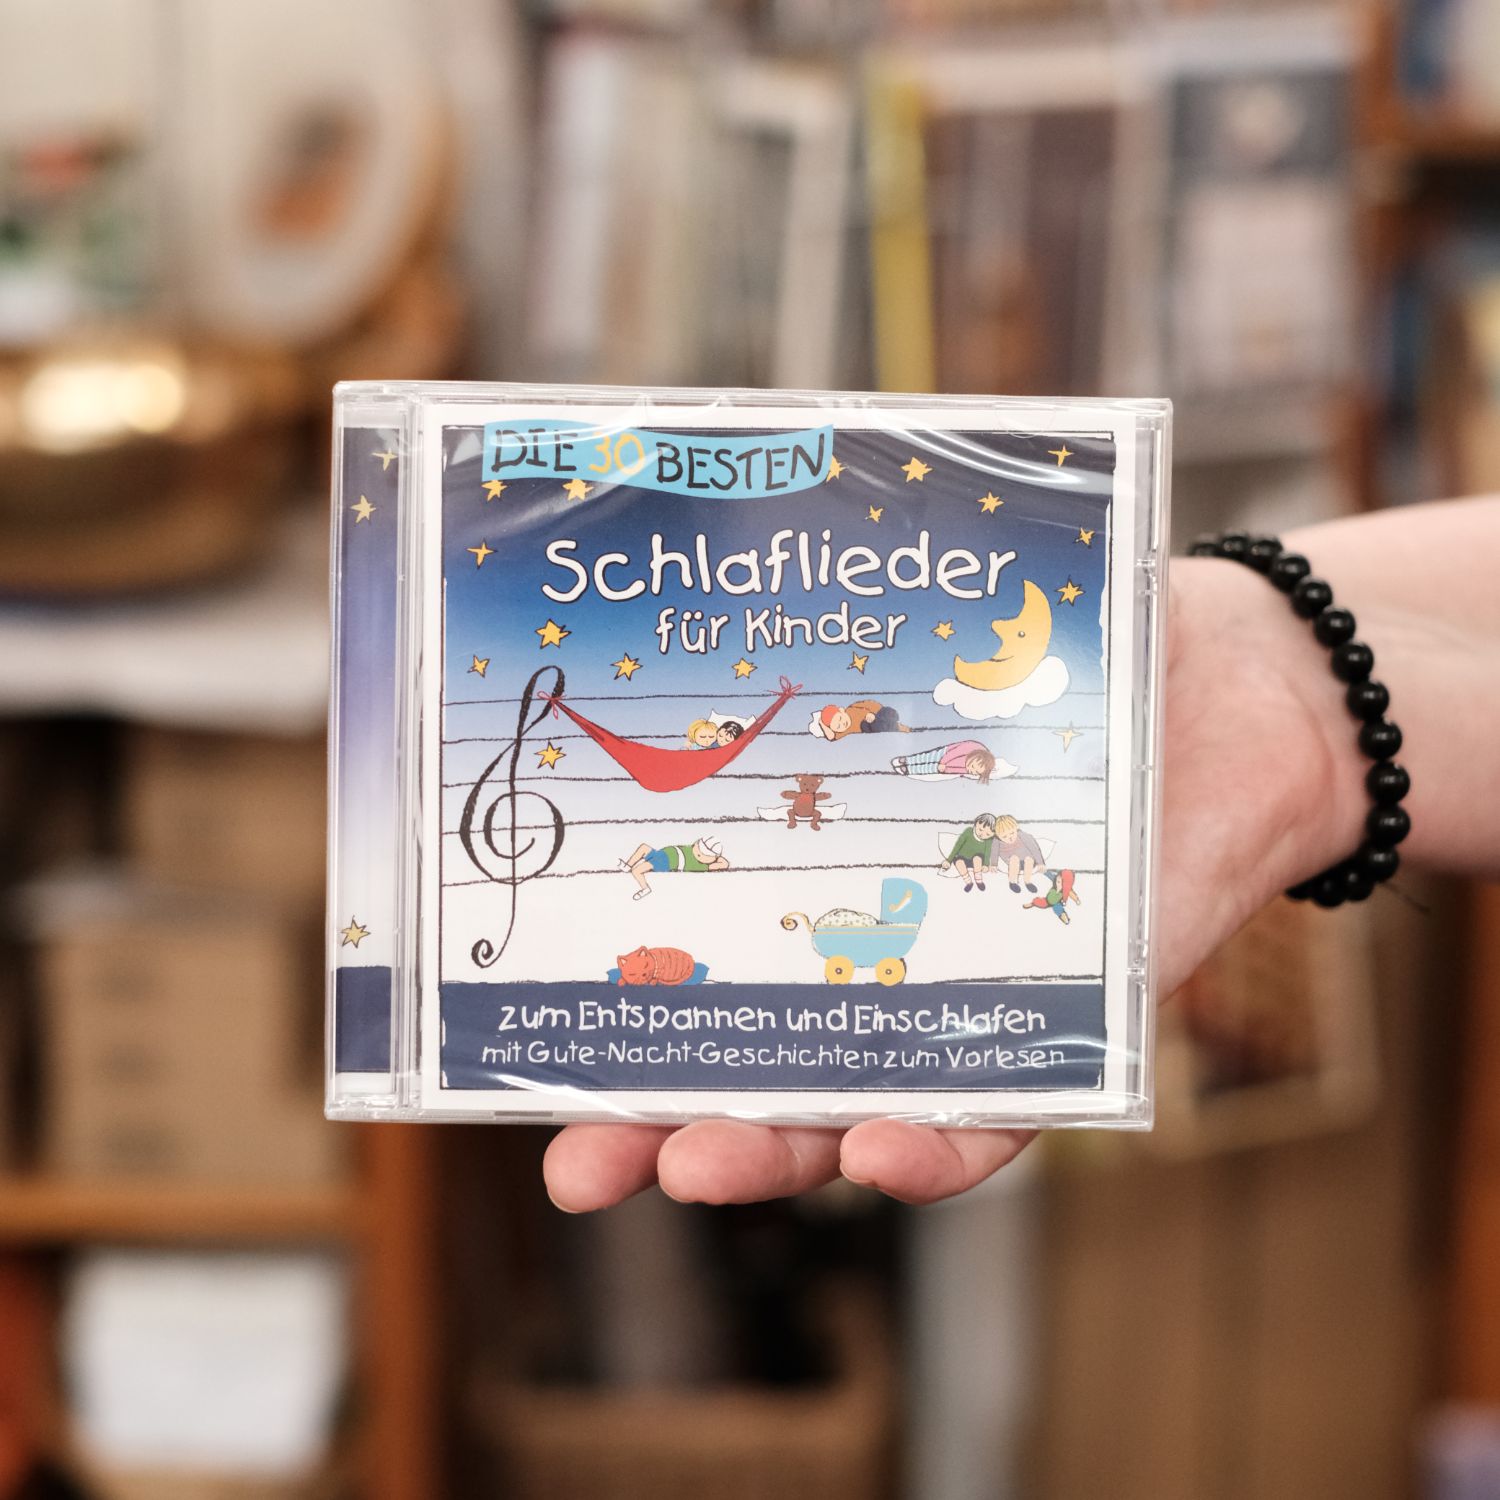 DIE 30 BESTEN
Schlaflieder
für Kinder
zum Entspannen und Einschlafen
mit Gute-Nacht-Geschichten zum Vorlesen